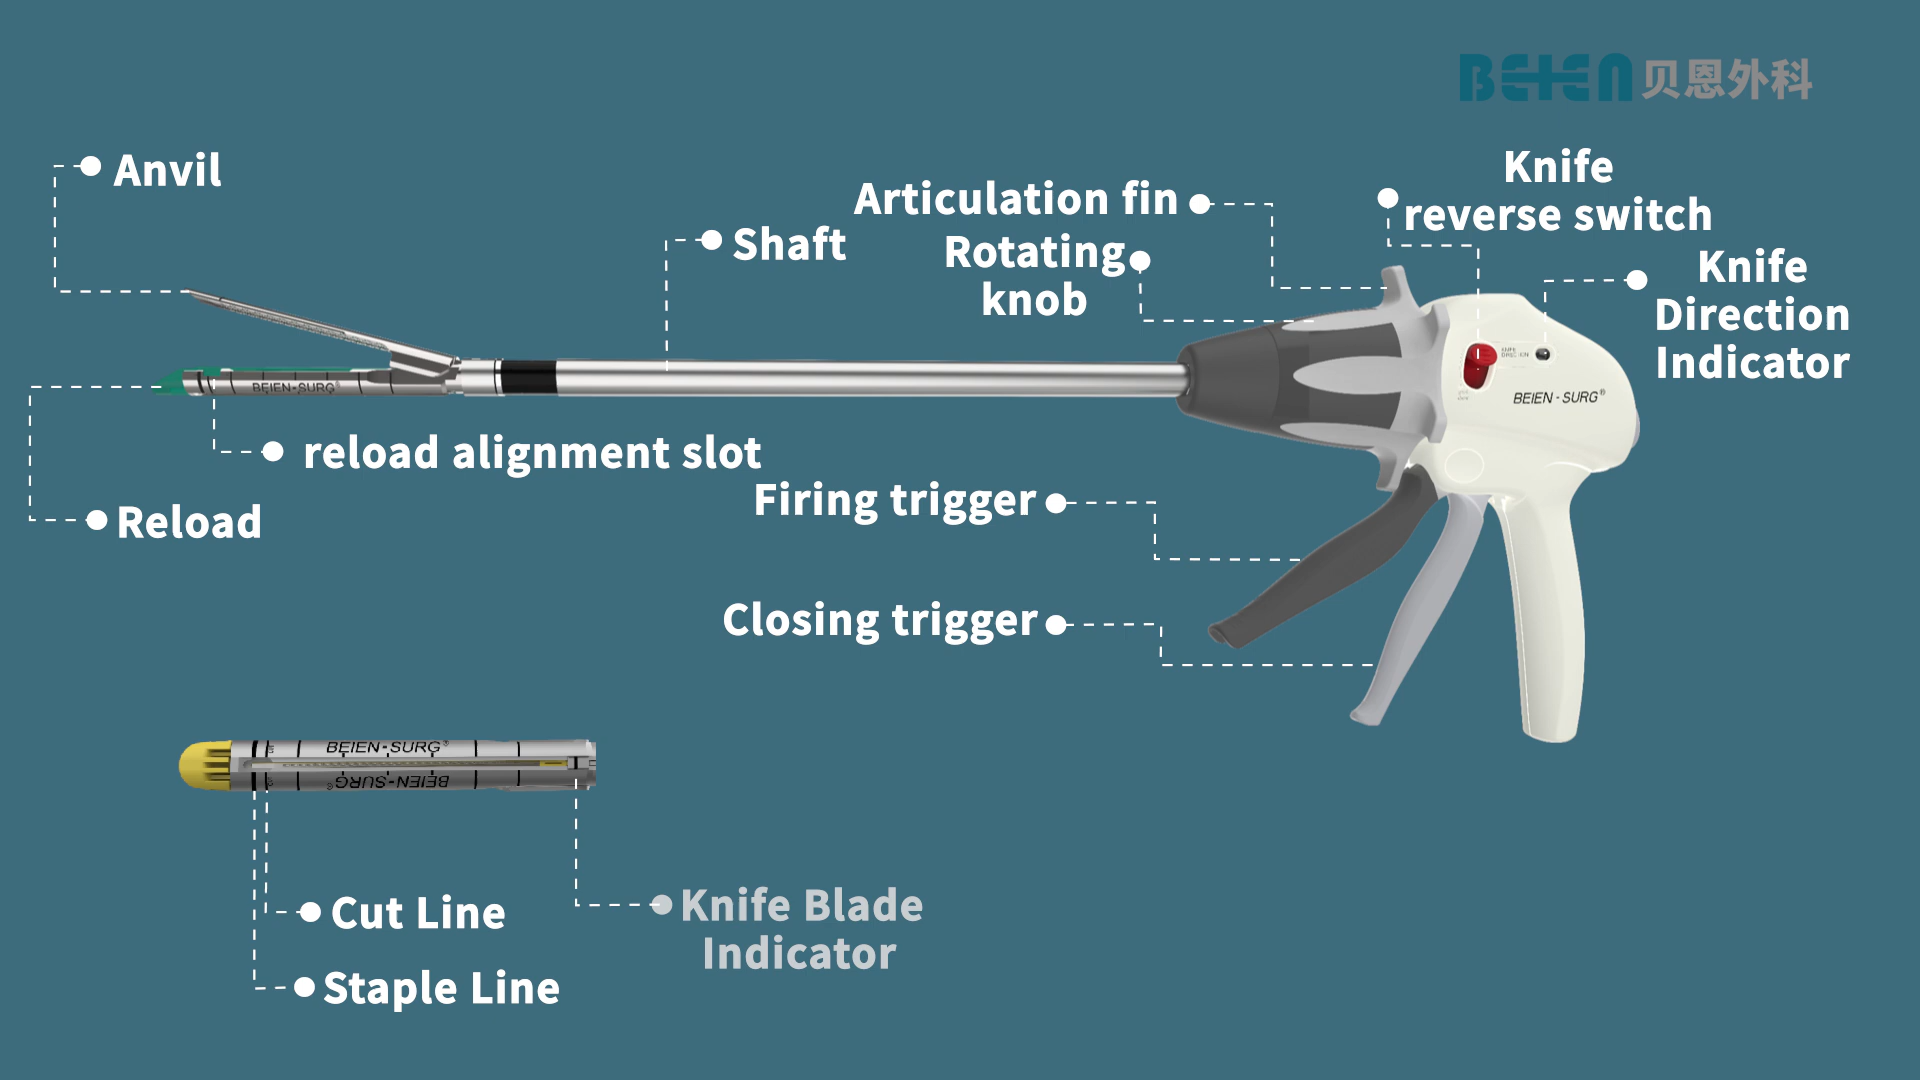 BEIEN 贝恩外科
Anvil
Articulation fin
Knife
reverse switch
Shaft
Rotating
knob
Knife
Direction
Indicator
KNIFE
BEIEN-SURG®
BEIEN - SURG®
reload alignment slot
Firing trigger
Reload
Closing trigger
BEIEN-SURG®
BEIEN-SURG®
Cut Line
Knife Blade
Indicator
Staple Line